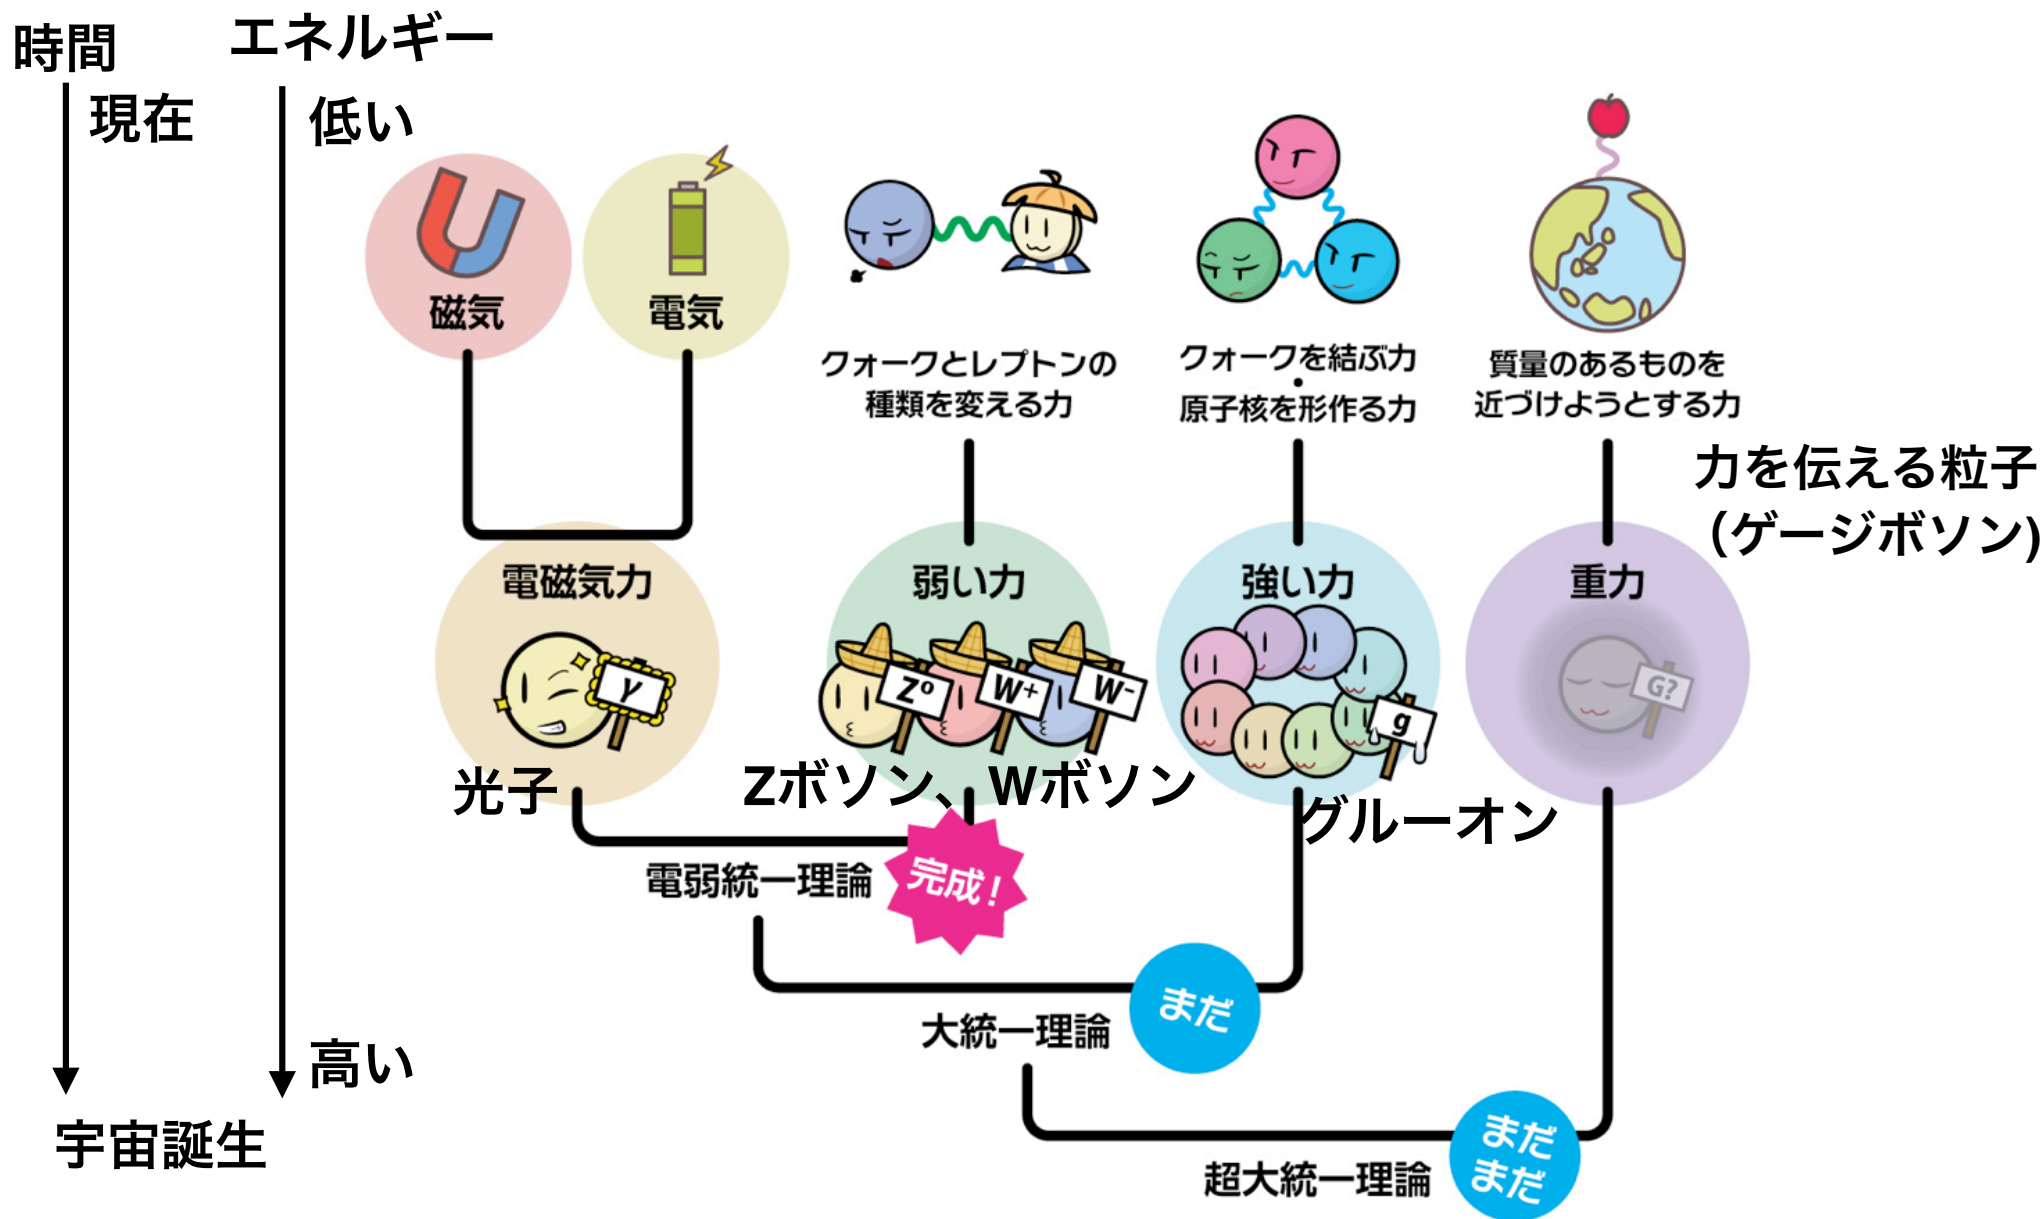 時間
エネルギー
現在
低い
磁気
電気
クォークとレプトンの
種類を変える力
クォークを結ぶ力
・
原子核を形作る力
質量のあるものを
近づけようとする力
力を伝える粒子
（ゲージボソン)
電磁気力
弱い力
強い力
重力
γ
Z⁰
W⁺
W⁻
g
G?
光子
Zボソン、Wボソン
グルーオン
電弱統一理論
完成！
大統一理論
まだ
高い
宇宙誕生
超大統一理論
まだ
まだ